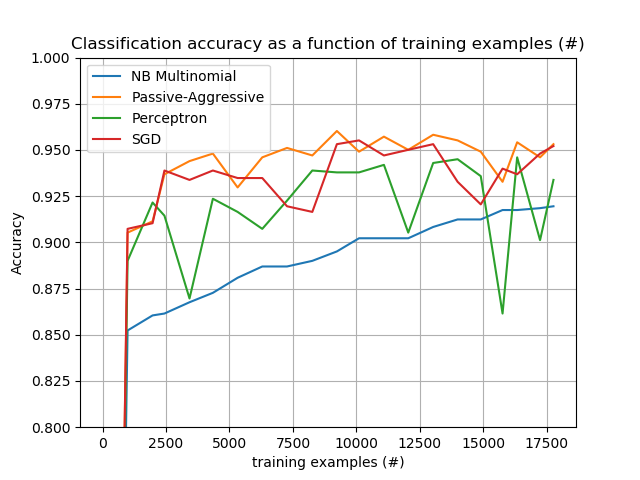 Classification accuracy as a function of training examples (#)
1.000
0.975
0.950
0.925
0.900
0.875
0.850
0.825
0.800
Accuracy
NB Multinomial
Passive-Aggressive
Perceptron
SGD
0 2500 5000 7500 10000 12500 15000 17500
training examples (#)